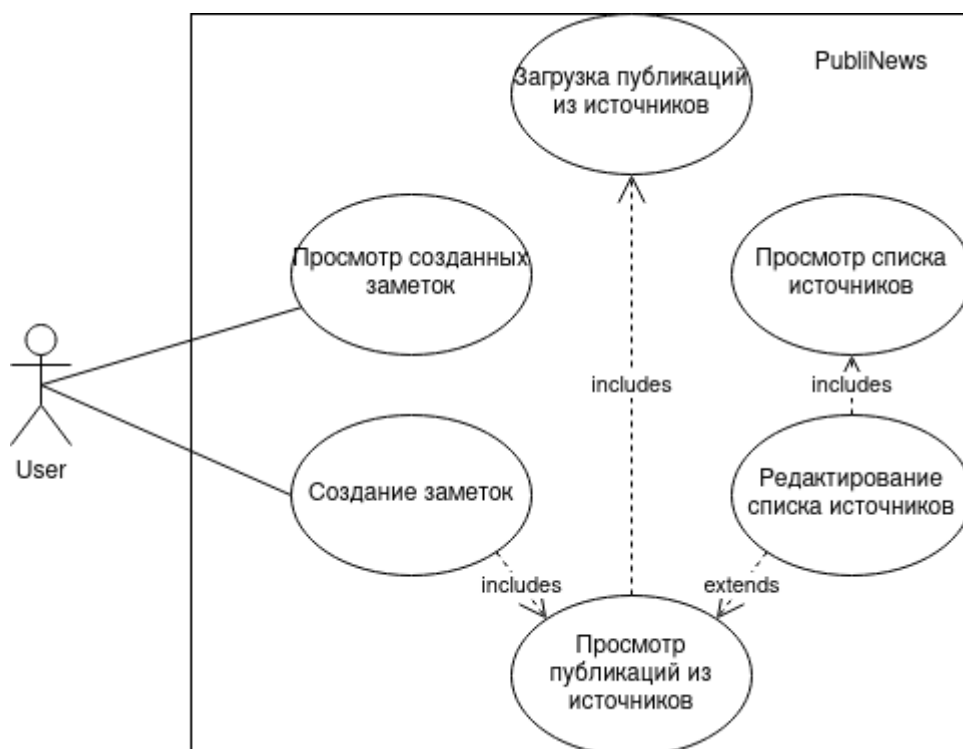 PubliNews
Загрузка публикаций
из источников
Просмотр созданных
заметок
Просмотр списка
источников
includes
includes
User
Создание заметок
Редактирование
списка источников
includes
extends
Просмотр
публикаций из
источников